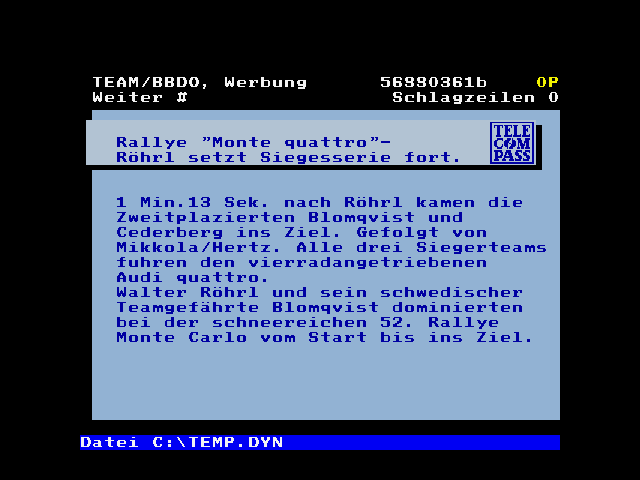 TEAM/BBDO, Werbung 56990361b 0P
Weiter # Schlagzeilen 0
Rallye "Monte quattro"-
Röhrl setzt Siegesserie fort.
TELE
COM
PASS
1 Min.13 Sek. nach Röhrl kamen die
Zweitplazierten Blomqvist und
Cederberg ins Ziel. Gefolgt von
Mikkola/Hertz. Alle drei Siegerteams
fuhren den vierradangetriebenen
Audi quattro.
Walter Röhrl und sein schwedischer
Teamgefährte Blomqvist dominierten
bei der schneereichen 52. Rallye
Monte Carlo vom Start bis ins Ziel.
Datei C:\TEMP.DYN